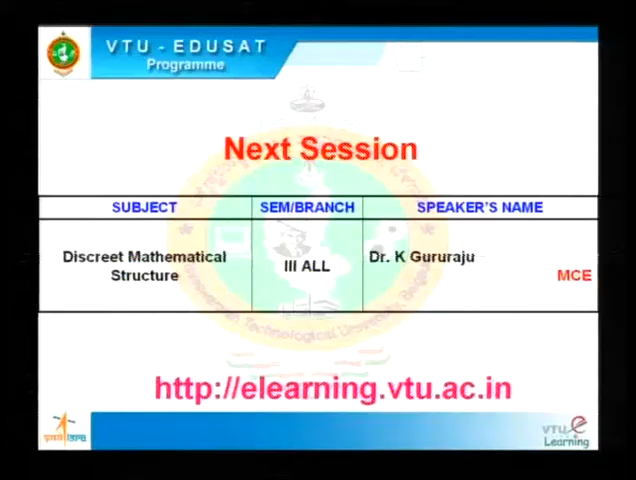 VTU - EDUSAT
Programme
Next Session
SUBJECT SEM/BRANCH SPEAKER'S NAME
Discreet Mathematical
Structure
III ALL
Dr. K Gururaju
MCE
http://elearning.vtu.ac.in
VTU e
Learning